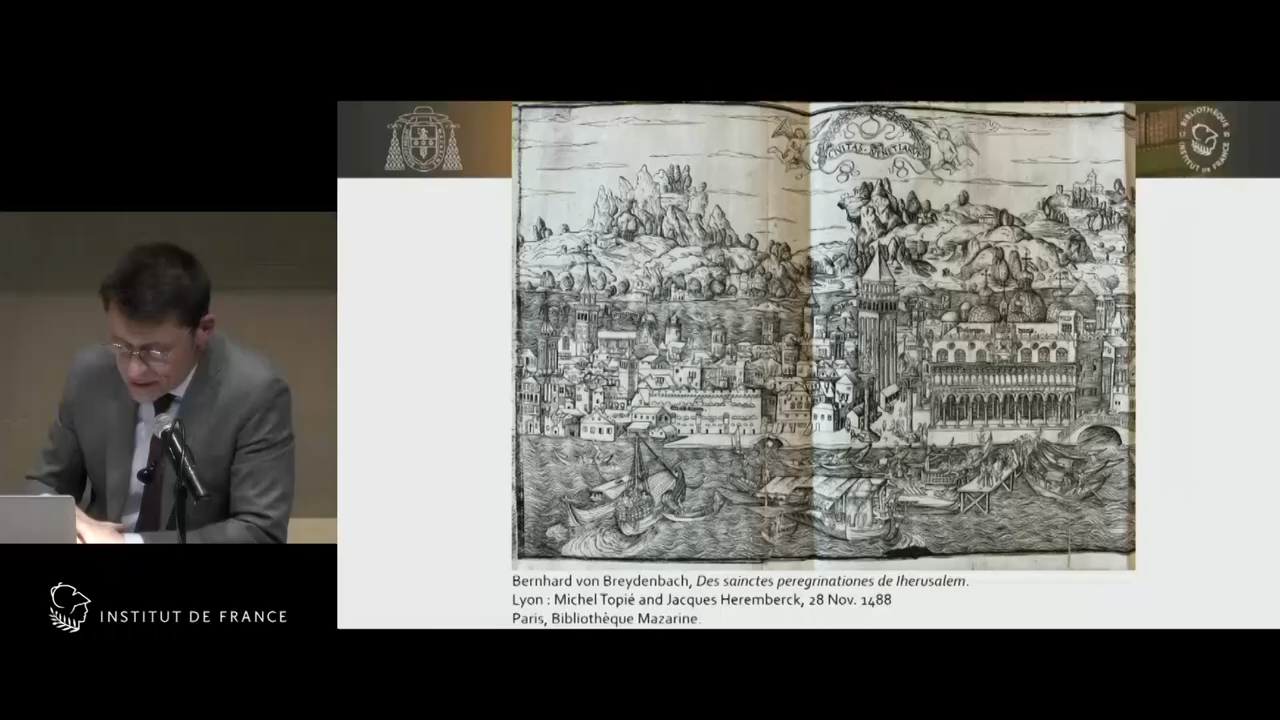 CIVITAS VENETIARUM
BIBLIOTHÈQUE
INSTITUT DE FRANCE
Bernhard von Breydenbach, Des sainctes peregrinationes de Iherusalem.
Lyon : Michel Topié and Jacques Heremberck, 28 Nov. 1488
Paris, Bibliothèque Mazarine.
INSTITUT DE FRANCE